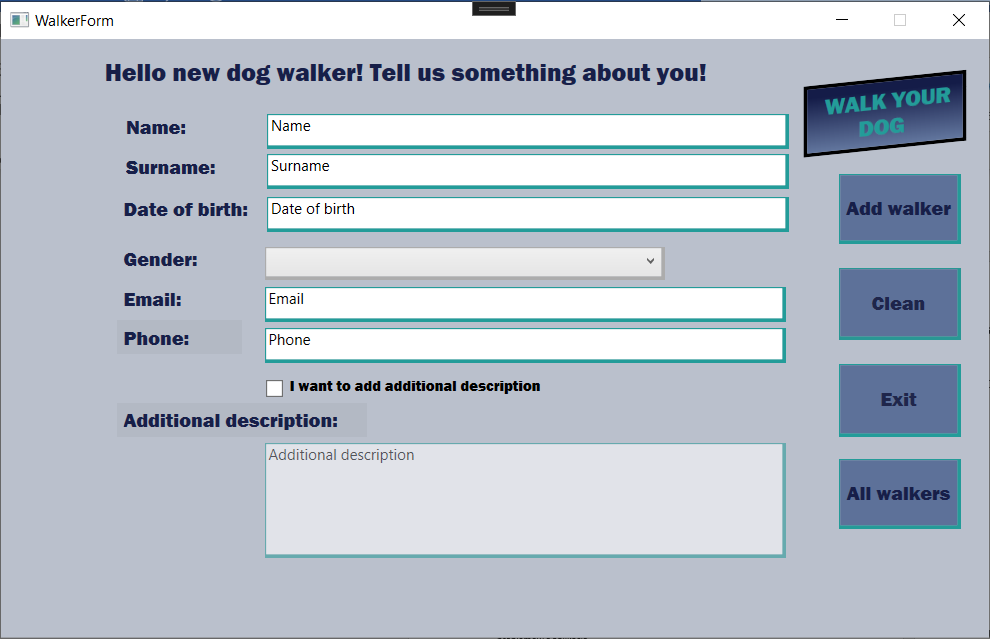 WalkerForm
Hello new dog walker! Tell us something about you!
WALK YOUR
DOG
Name:
Name
Surname:
Surname
Date of birth:
Date of birth
Gender:
Email:
Email
Phone:
Phone
I want to add additional description
Additional description:
Additional description
Add walker
Clean
Exit
All walkers